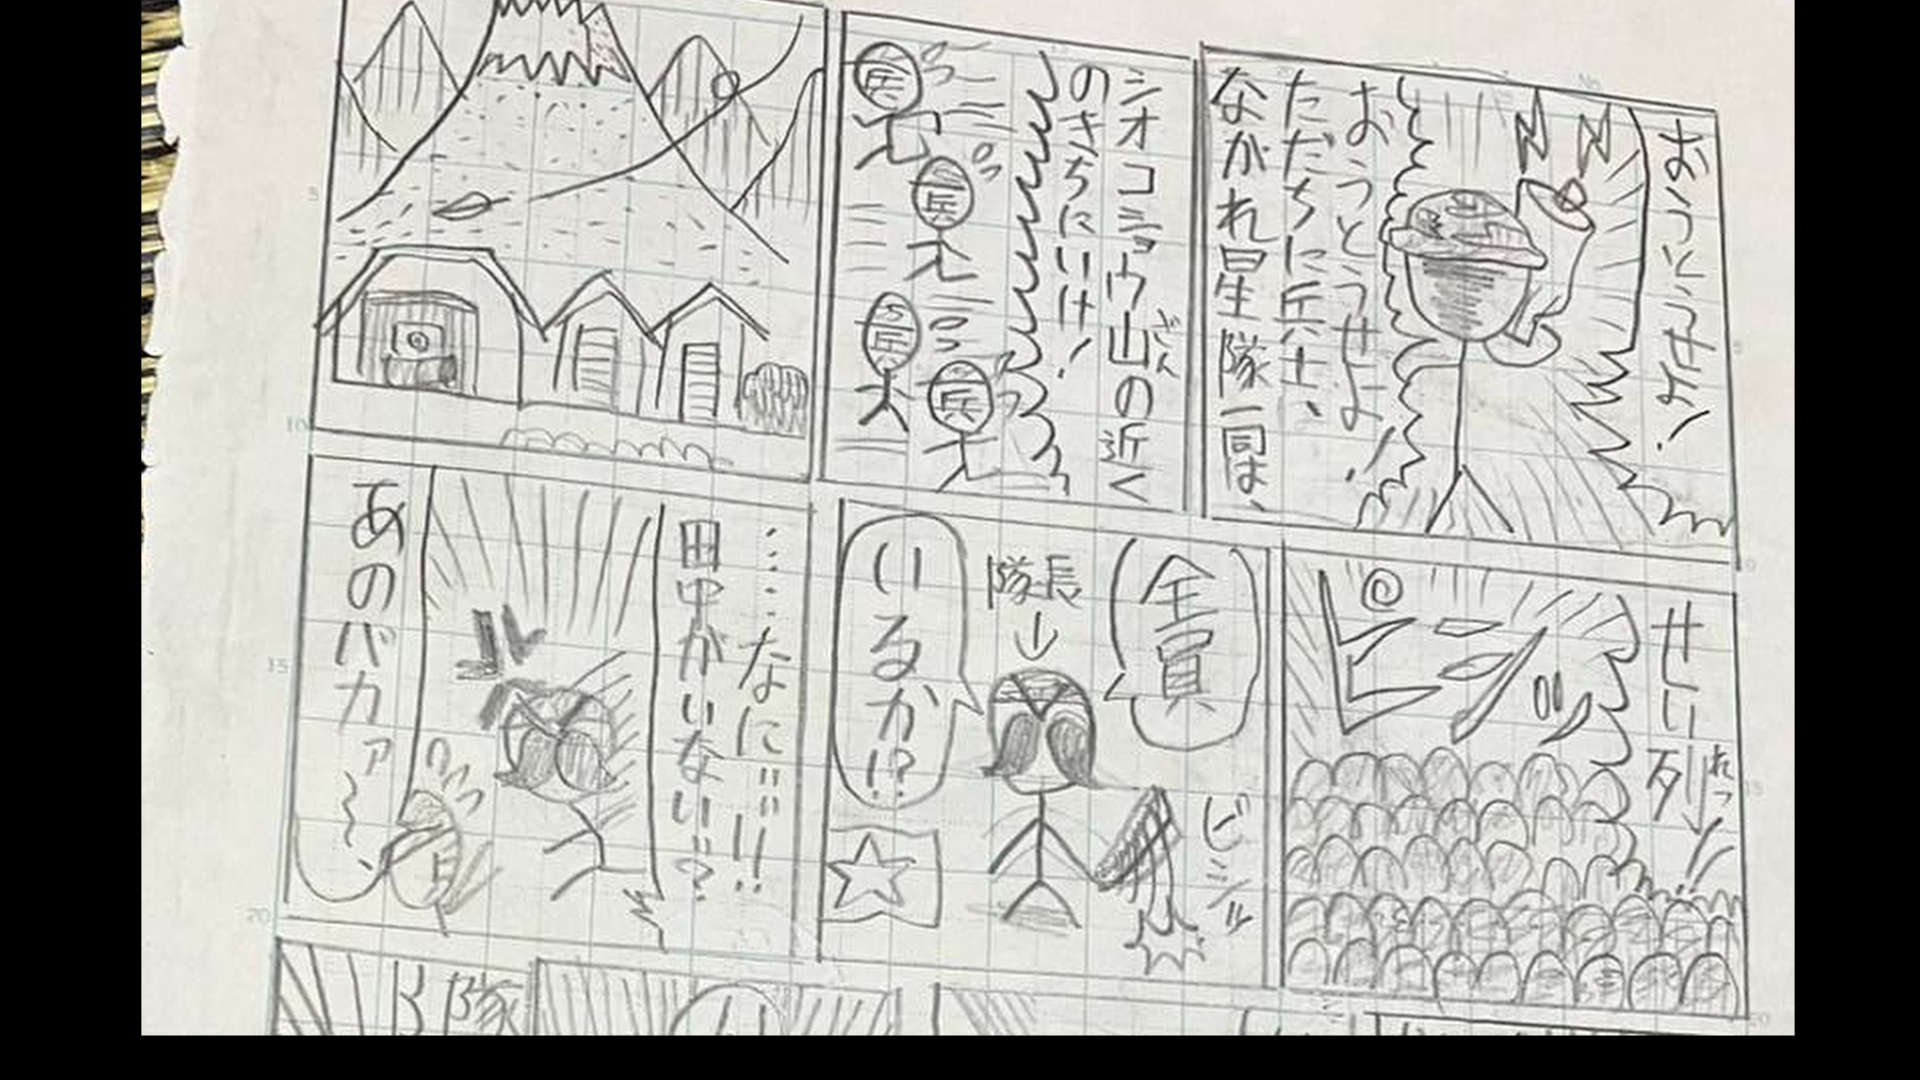 おうとうせよ!
おうとうせよ!
ただちに兵士、
ながれ星隊一同は、
シオコショウ山の近く
ざん
のきちにいけ!
兵
兵
兵
兵
せい列っ!
れつ
ピシッ
全員
隊長
↓
いるか!?
ビシッ
……なに!!!!
田中がいない!?
あのバカァ~、
隊